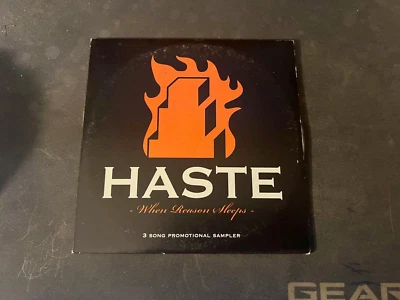 HASTE
- When Reason Sleeps -
3 SONG PROMOTIONAL SAMPLER
GEAR